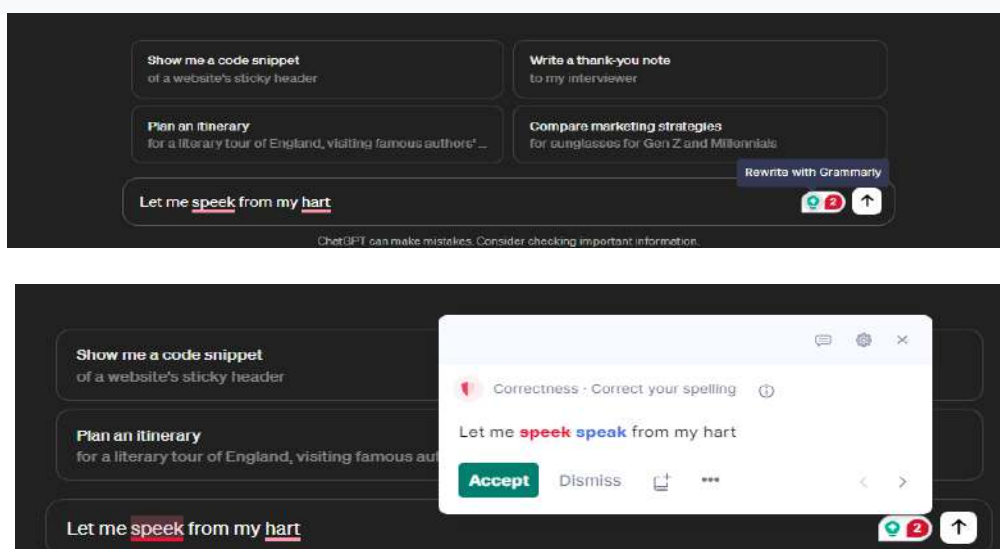 Show me a code snippet
of a website's sticky header
Write a thank-you note
to my interviewer
Plan an itinerary
for a literary tour of England, visiting famous authors'...
Compare marketing strategies
for sunglasses for Gen Z and Millennials
Rewrite with Grammarly
Let me speek from my hart
2
ChatGPT can make mistakes. Consider checking important information.
Show me a code snippet
of a website's sticky header
Plan an itinerary
for a literary tour of England, visiting famous aut
Correctness · Correct your spelling
Let me speek speak from my hart
Accept Dismiss
Let me speek from my hart
2